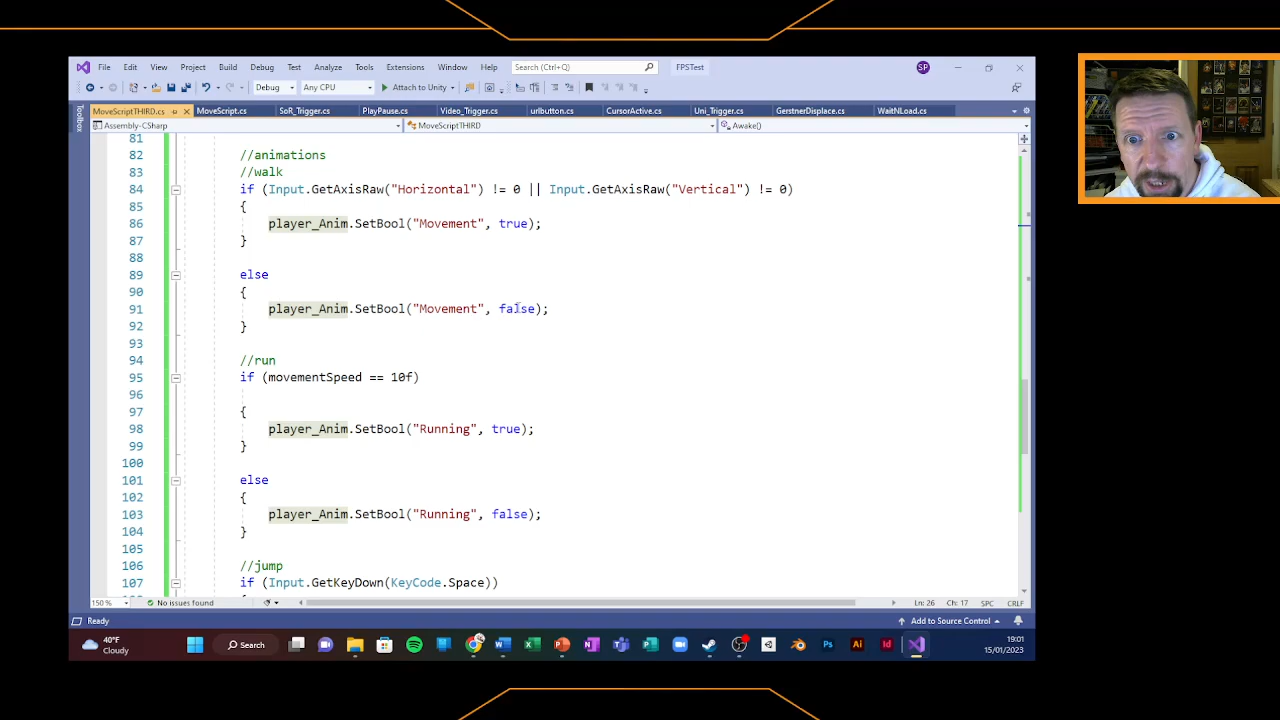 File Edit View Project Build Debug Test Analyze Tools Extensions Window Help Search (Ctrl+Q) FPSTest SP
Debug Any CPU Attach to Unity
MoveScriptTHIRD.cs MoveScript.cs SoR_Trigger.cs PlayPause.cs Video_Trigger.cs urlbutton.cs CursorActive.cs Uni_Trigger.cs GerstnerDisplace.cs WaitNLoad.cs
Toolbox
Assembly-CSharp MoveScriptTHIRD Awake()
81
82 //animations
83 //walk
84 if (Input.GetAxisRaw("Horizontal") != 0 || Input.GetAxisRaw("Vertical") != 0)
85 {
86 player_Anim.SetBool("Movement", true);
87 }
88
89 else
90 {
91 player_Anim.SetBool("Movement", false);
92 }
93
94 //run
95 if (movementSpeed == 10f)
96
97 {
98 player_Anim.SetBool("Running", true);
99 }
100
101 else
102 {
103 player_Anim.SetBool("Running", false);
104 }
105
106 //jump
107 if (Input.GetKeyDown(KeyCode.Space))
150 % No issues found Ln: 26 Ch: 17 SPC CRLF
Ready Add to Source Control
40°F
Cloudy
Search
19:01
15/01/2023